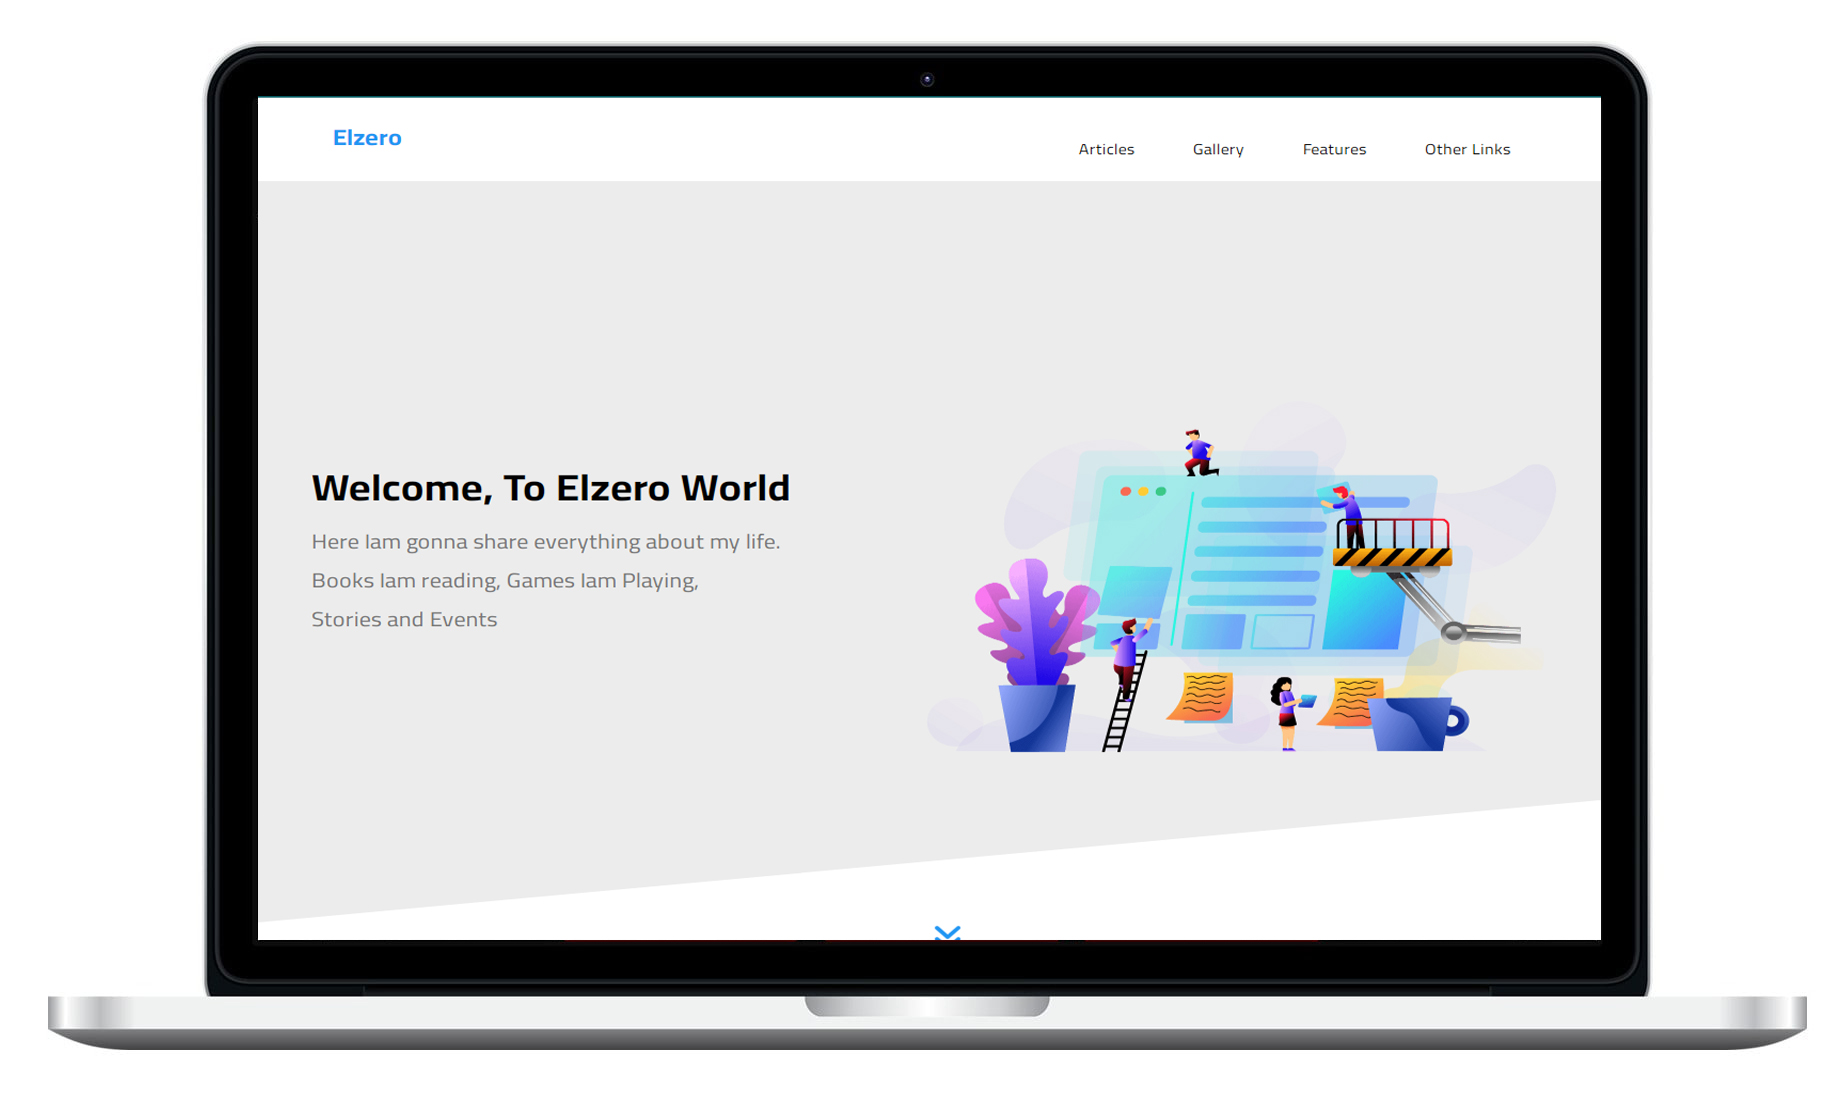 Elzero
Articles Gallery Features Other Links
Welcome, To Elzero World
Here Iam gonna share everything about my life.
Books Iam reading, Games Iam Playing,
Stories and Events